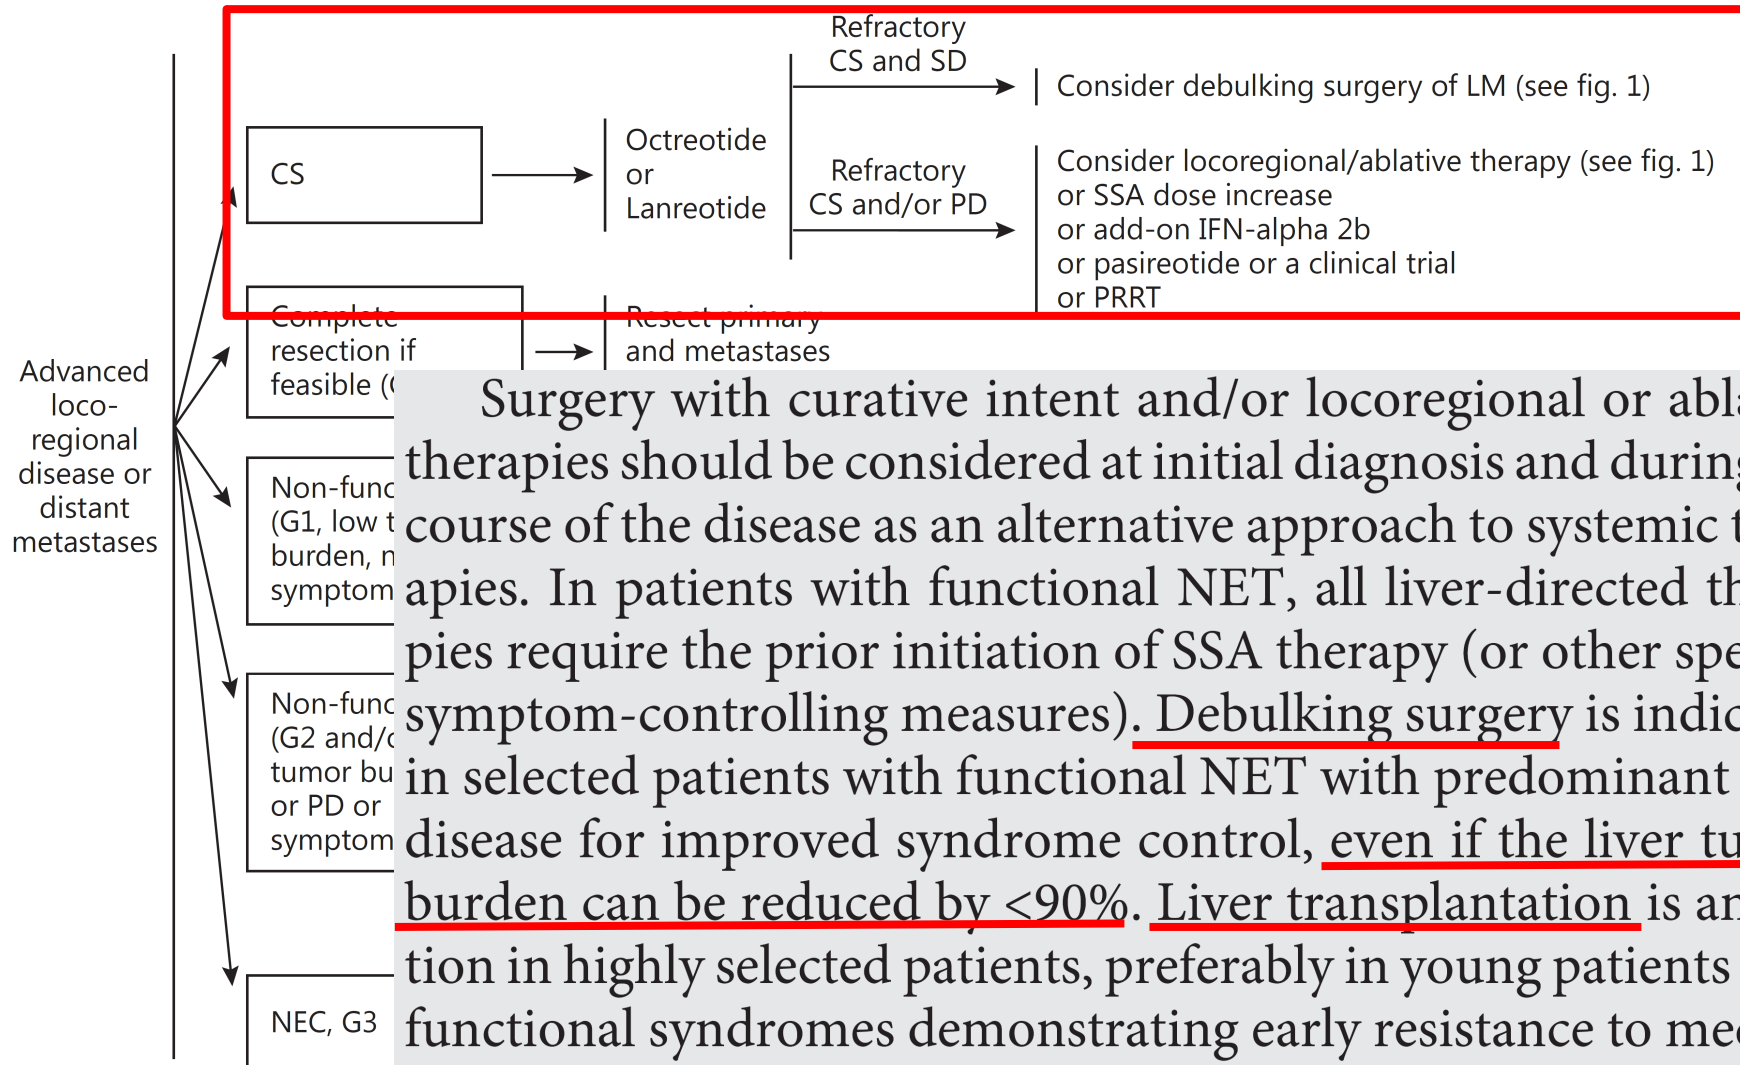 Refractory
CS and SD
Consider debulking surgery of LM (see fig. 1)
CS
Octreotide
or
Lanreotide
Refractory
CS and/or PD
Consider locoregional/ablative therapy (see fig. 1)
or SSA dose increase
or add-on IFN-alpha 2b
or pasireotide or a clinical trial
or PRRT
Complete
resection if
feasible (
Resect primary
and metastases
Advanced
loco-
regional
disease or
distant
metastases
Non-func
(G1, low t
burden, n
symptom
Non-func
(G2 and/
tumor bu
or PD or
symptom
NEC, G3
Surgery with curative intent and/or locoregional or abla
therapies should be considered at initial diagnosis and during
course of the disease as an alternative approach to systemic t
apies. In patients with functional NET, all liver-directed th
pies require the prior initiation of SSA therapy (or other spe
symptom-controlling measures). Debulking surgery is indic
in selected patients with functional NET with predominant
disease for improved syndrome control, even if the liver tu
burden can be reduced by <90%. Liver transplantation is an
tion in highly selected patients, preferably in young patients
functional syndromes demonstrating early resistance to med